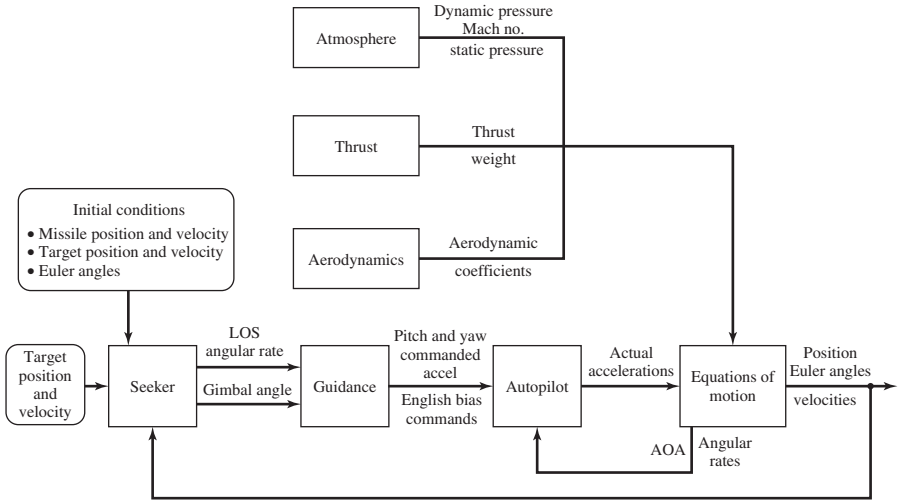 Dynamic pressure
Mach no.
static pressure
Atmosphere
Thrust
Thrust
weight
Initial conditions
• Missile position and velocity
• Target position and velocity
• Euler angles
Aerodynamics
Aerodynamic
coefficients
Target
position
and
velocity
Seeker
LOS
angular rate
Gimbal angle
Guidance
Pitch and yaw
commanded
accel
English bias
commands
Autopilot
Actual
accelerations
Equations of
motion
Position
Euler angles
velocities
AOA
Angular
rates